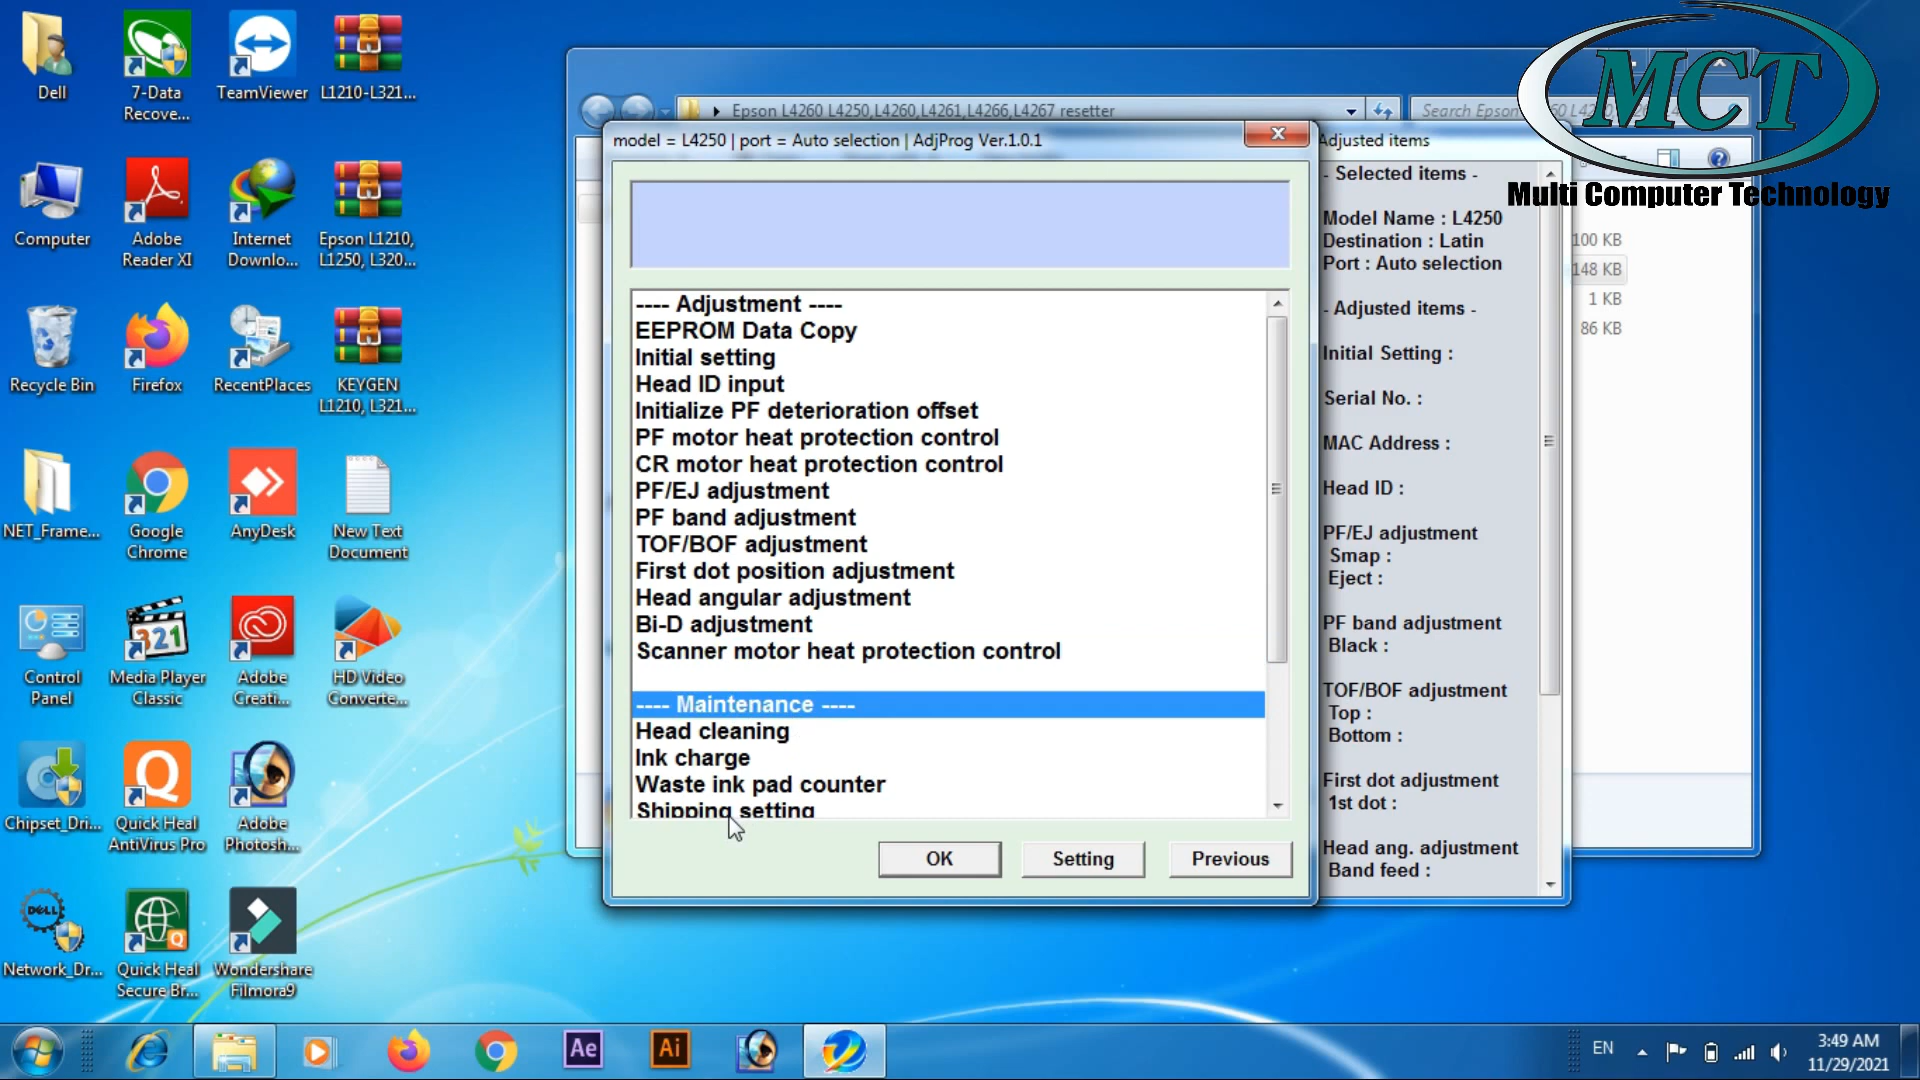 Dell
7-Data
Recove...
TeamViewer
L1210-L321...
Computer
Adobe
Reader XI
Internet
Downlo...
Epson L1210,
L1250, L320...
Recycle Bin
Firefox
RecentPlaces
KEYGEN
L1210, L321...
NET_Frame...
Google
Chrome
AnyDesk
New Text
Document
Control
Panel
321
Media Player
Classic
Adobe
Creati...
HD Video
Converte...
Chipset_Dri...
Quick Heal
AntiVirus Pro
Adobe
Photosh...
DELL
Network_Dr...
Quick Heal
Secure Br...
Wondershare
Filmora9
Epson L4260 L4250,L4260,L4261,L4266,L4267 resetter
Search Epson
MCT
Multi Computer Technology
model = L4250 | port = Auto selection | AdjProg Ver.1.0.1
---- Adjustment ----
EEPROM Data Copy
Initial setting
Head ID input
Initialize PF deterioration offset
PF motor heat protection control
CR motor heat protection control
PF/EJ adjustment
PF band adjustment
TOF/BOF adjustment
First dot position adjustment
Head angular adjustment
Bi-D adjustment
Scanner motor heat protection control
---- Maintenance ----
Head cleaning
Ink charge
Waste ink pad counter
Shipping setting
OK
Setting
Previous
Adjusted items
- Selected items -
Model Name : L4250
Destination : Latin
Port : Auto selection
- Adjusted items -
Initial Setting :
Serial No. :
MAC Address :
Head ID :
PF/EJ adjustment
Smap :
Eject :
PF band adjustment
Black :
TOF/BOF adjustment
Top :
Bottom :
First dot adjustment
1st dot :
Head ang. adjustment
Band feed :
100 KB
148 KB
1 KB
86 KB
Ae
Ai
EN
3:49 AM
11/29/2021